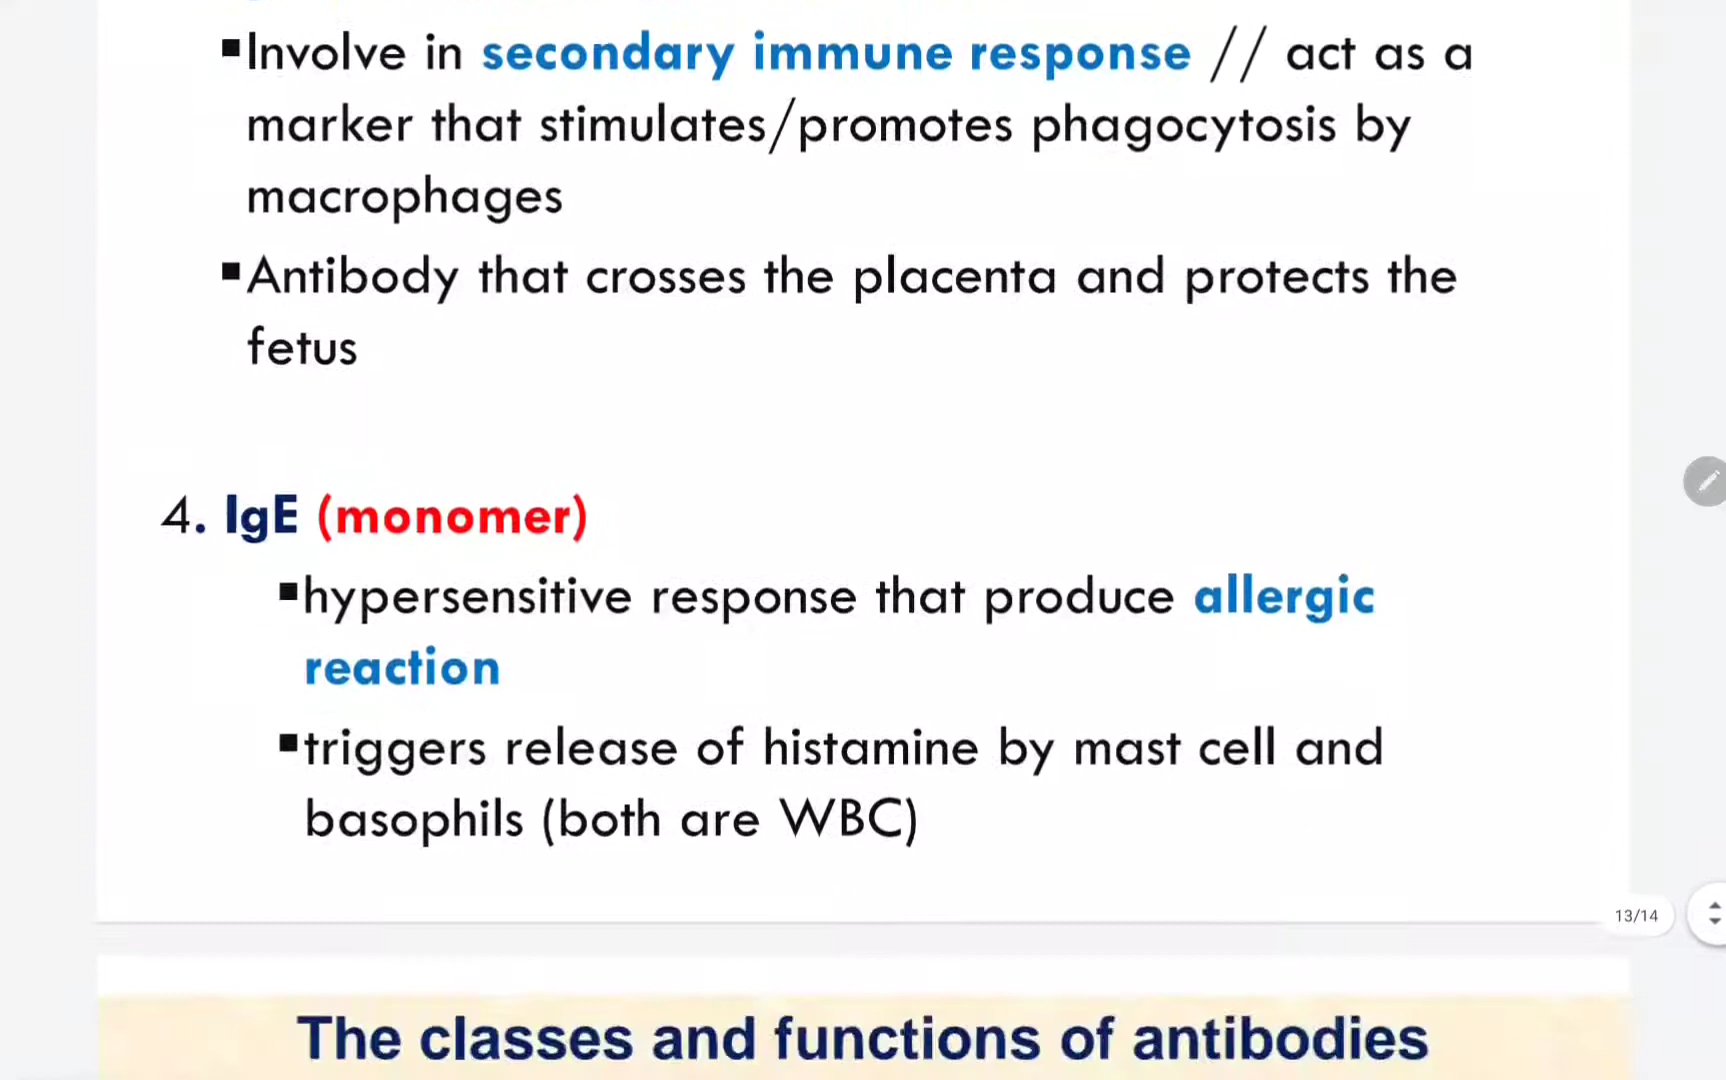 ▪Involve in secondary immune response // act as a
marker that stimulates/promotes phagocytosis by
macrophages
▪Antibody that crosses the placenta and protects the
fetus
4. IgE (monomer)
▪hypersensitive response that produce allergic
reaction
▪triggers release of histamine by mast cell and
basophils (both are WBC)
13/14
The classes and functions of antibodies